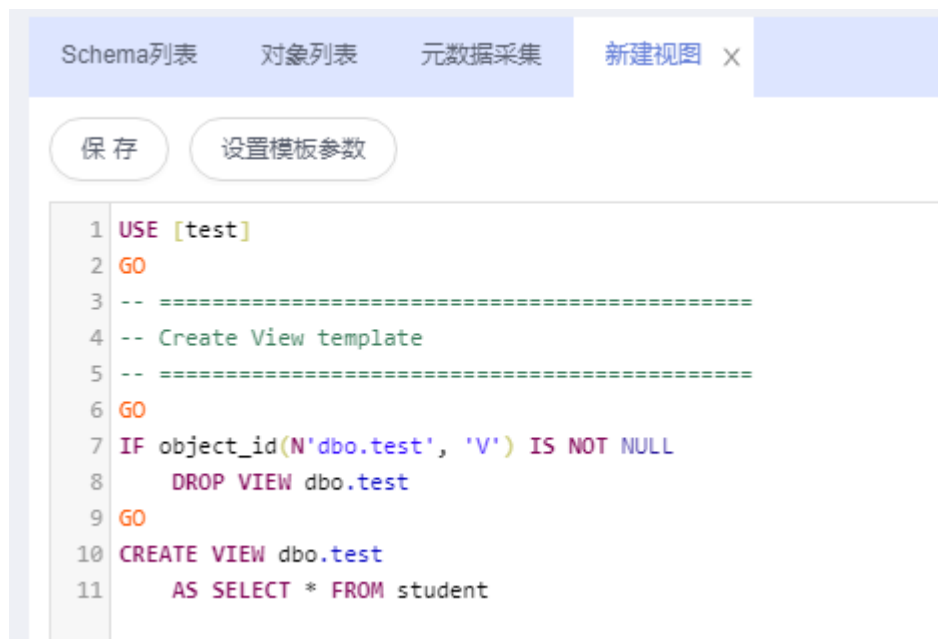 Schema列表 对象列表 元数据采集 新建视图 ×
保 存 设置模板参数
1 USE [test]
2 GO
3 -- =============================================
4 -- Create View template
5 -- =============================================
6 GO
7 IF object_id(N'dbo.test', 'V') IS NOT NULL
8 DROP VIEW dbo.test
9 GO
10 CREATE VIEW dbo.test
11 AS SELECT * FROM student